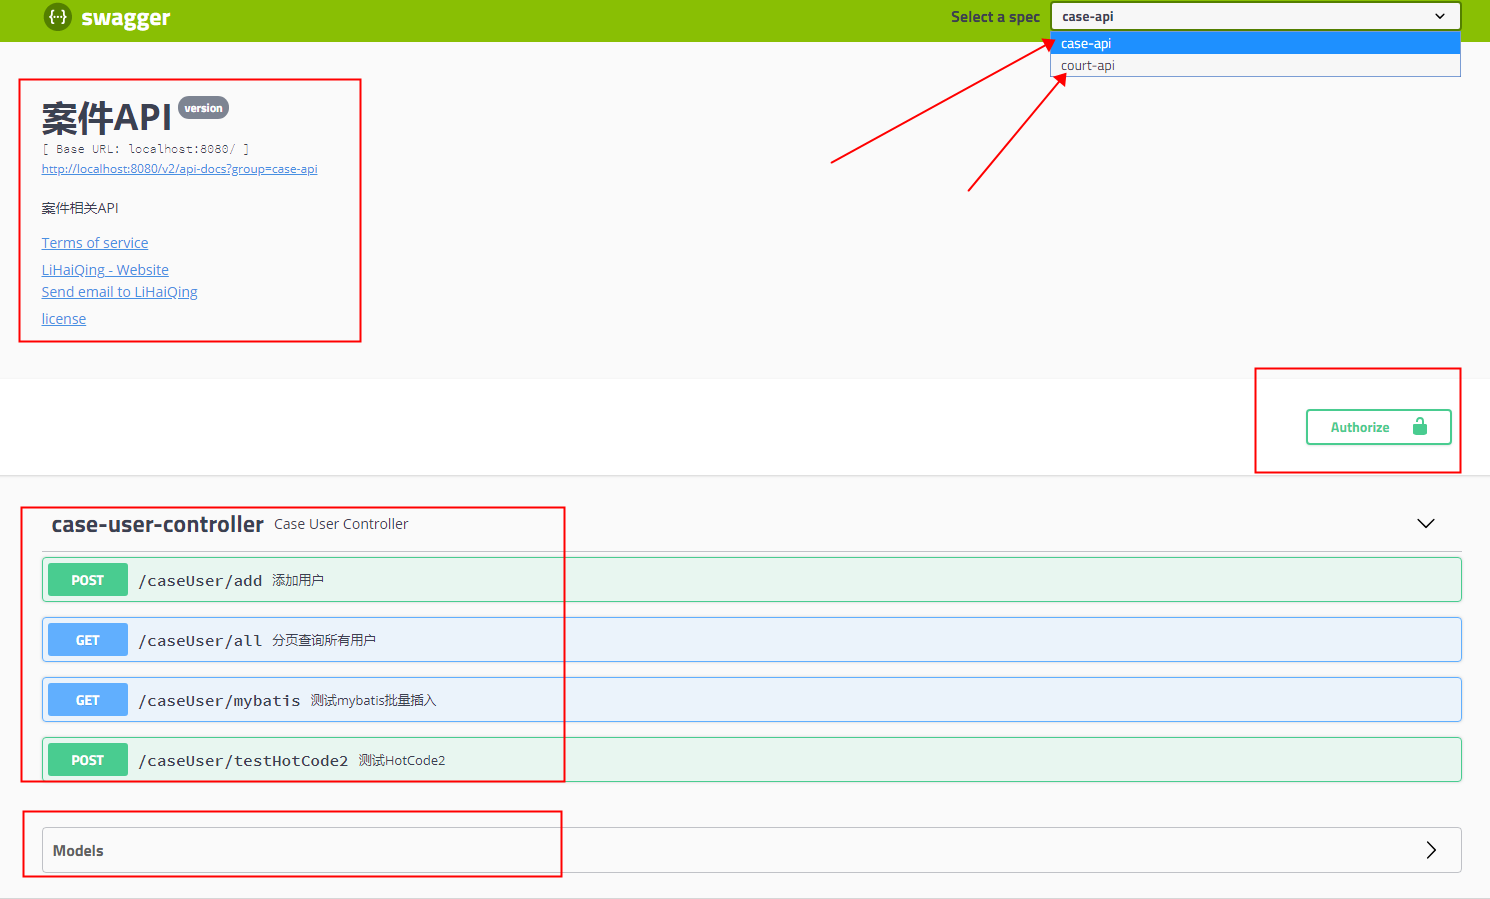 swagger
Select a spec
case-api
case-api
court-api
案件API version
[ Base URL: localhost:8080/ ]
http://localhost:8080/v2/api-docs?group=case-api
案件相关API
Terms of service
LiHaiQing - Website
Send email to LiHaiQing
license
Authorize
case-user-controller Case User Controller
POST /caseUser/add 添加用户
GET /caseUser/all 分页查询所有用户
GET /caseUser/mybatis 测试mybatis批量插入
POST /caseUser/testHotCode2 测试HotCode2
Models